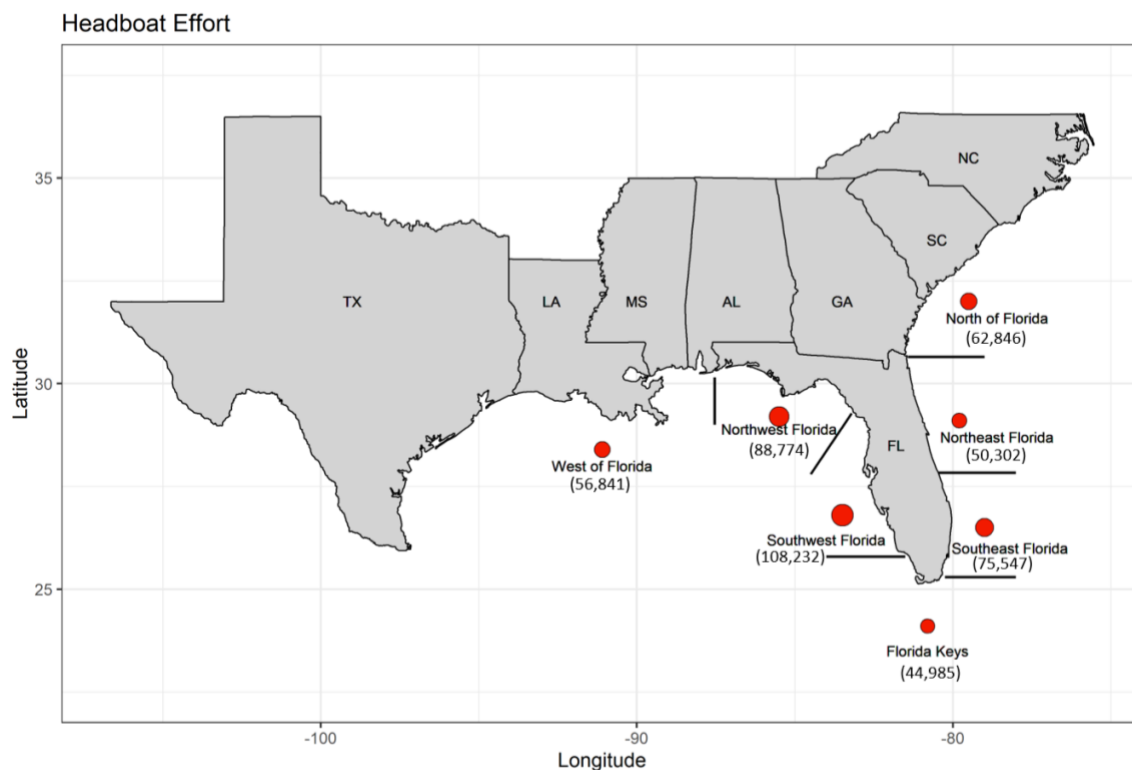 Headboat Effort
Latitude
35
30
25
NC
SC
TX
LA
MS
AL
GA
North of Florida
(62,846)
Northwest Florida
(88,774)
FL
Northeast Florida
(50,302)
West of Florida
(56,841)
Southwest Florida
(108,232)
Southeast Florida
(75,547)
Florida Keys
(44,985)
-100
-90
-80
Longitude